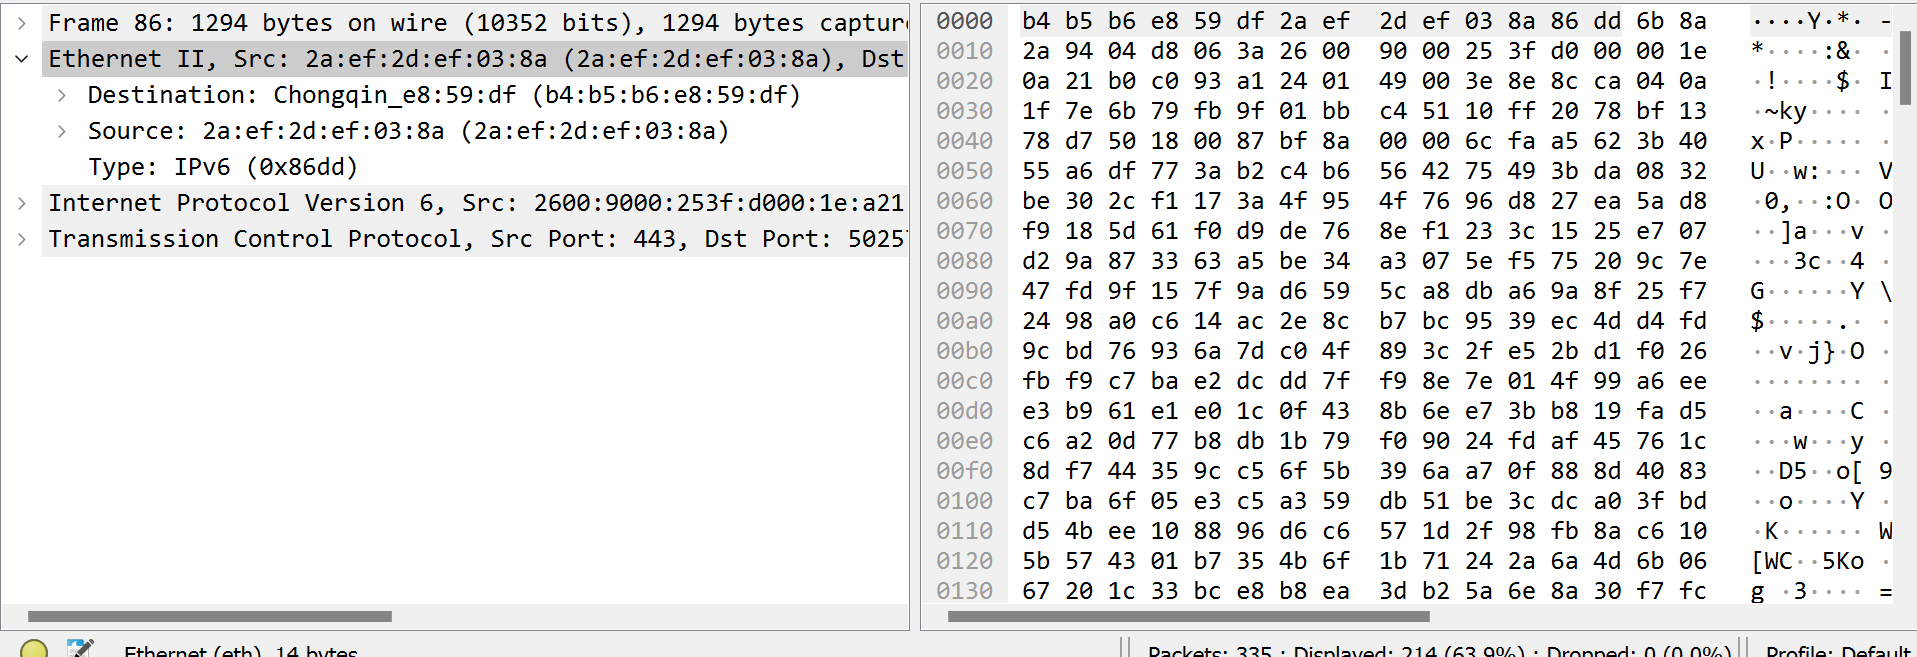 Frame 86: 1294 bytes on wire (10352 bits), 1294 bytes capture
Ethernet II, Src: 2a:ef:2d:ef:03:8a (2a:ef:2d:ef:03:8a), Dst
Destination: Chongqin_e8:59:df (b4:b5:b6:e8:59:df)
Source: 2a:ef:2d:ef:03:8a (2a:ef:2d:ef:03:8a)
Type: IPv6 (0x86dd)
Internet Protocol Version 6, Src: 2600:9000:253f:d000:1e:a21
Transmission Control Protocol, Src Port: 443, Dst Port: 50257
0000 b4 b5 b6 e8 59 df 2a ef 2d ef 03 8a 86 dd 6b 8a ····Y·*· -
0010 2a 94 04 d8 06 3a 26 00 90 00 25 3f d0 00 00 1e *····:&· ·
0020 0a 21 b0 c0 93 a1 24 01 49 00 3e 8e 8c ca 04 0a ·!····$· I
0030 1f 7e 6b 79 fb 9f 01 bb c4 51 10 ff 20 78 bf 13 ·~ky···· ·
0040 78 d7 50 18 00 87 bf 8a 00 00 6c fa a5 62 3b 40 x·P····· ·
0050 55 a6 df 77 3a b2 c4 b6 56 42 75 49 3b da 08 32 U··w:··· V
0060 be 30 2c f1 17 3a 4f 95 4f 76 96 d8 27 ea 5a d8 ·0,··:O· O
0070 f9 18 5d 61 f0 d9 de 76 8e f1 23 3c 15 25 e7 07 ··]a···v ·
0080 d2 9a 87 33 63 a5 be 34 a3 07 5e f5 75 20 9c 7e ···3c··4 ·
0090 47 fd 9f 15 7f 9a d6 59 5c a8 db a6 9a 8f 25 f7 G······Y \
00a0 24 98 a0 c6 14 ac 2e 8c b7 bc 95 39 ec 4d d4 fd $·····.· ·
00b0 9c bd 76 93 6a 7d c0 4f 89 3c 2f e5 2b d1 f0 26 ··v·j}·O ·
00c0 fb f9 c7 ba e2 dc dd 7f f9 8e 7e 01 4f 99 a6 ee ········ ·
00d0 e3 b9 61 e1 e0 1c 0f 43 8b 6e e7 3b b8 19 fa d5 ··a····C ·
00e0 c6 a2 0d 77 b8 db 1b 79 f0 90 24 fd af 45 76 1c ···w···y ·
00f0 8d f7 44 35 9c c5 6f 5b 39 6a a7 0f 88 8d 40 83 ··D5··o[ 9
0100 c7 ba 6f 05 e3 c5 a3 59 db 51 be 3c dc a0 3f bd ··o····Y ·
0110 d5 4b ee 10 88 96 d6 c6 57 1d 2f 98 fb 8a c6 10 ·K······ W
0120 5b 57 43 01 b7 35 4b 6f 1b 71 24 2a 6a 4d 6b 06 [WC··5Ko ·
0130 67 20 1c 33 bc e8 b8 ea 3d b2 5a 6e 8a 30 f7 fc g ·3···· =
Ethernet (eth), 14 bytes
Packets: 335 · Displayed: 214 (63.9%) · Dropped: 0 (0.0%)
Profile: Default